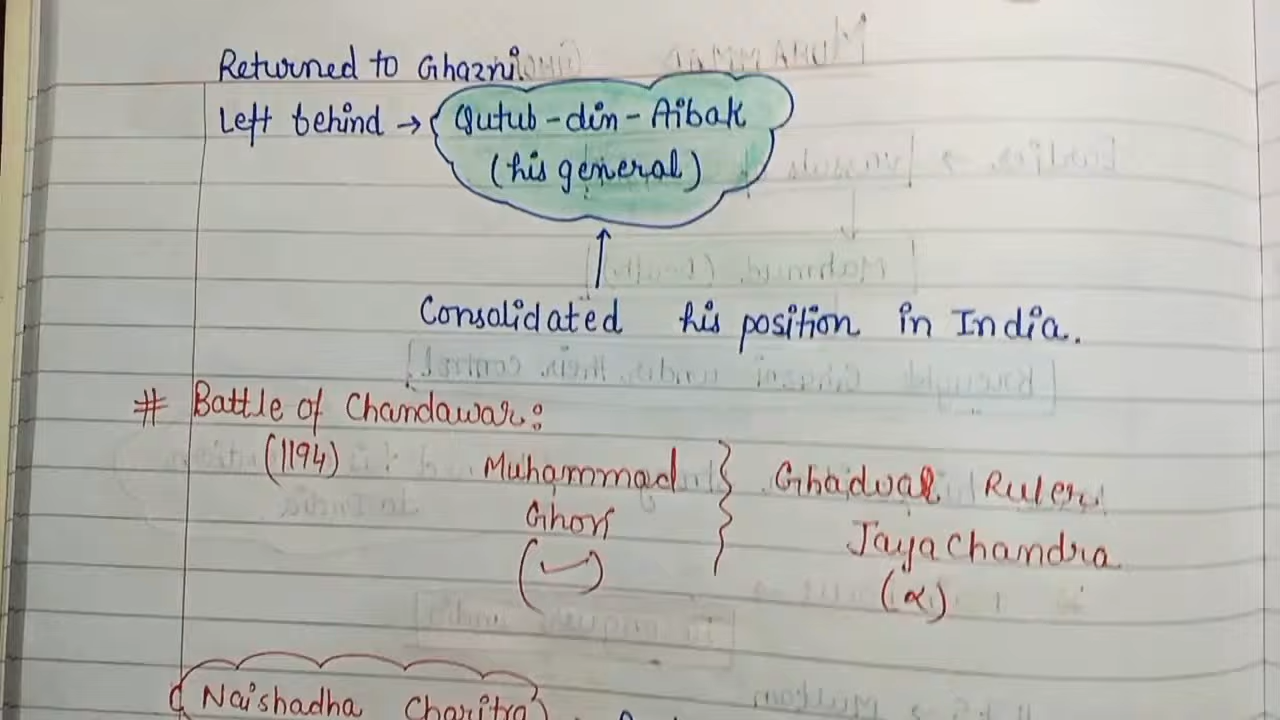 Returned to Ghazni.
Left behind → Qutub-din-Aibak
(his general)
Consolidated his position in India.
# Battle of Chandawar:
(1194) Muhammad Ghadwal Ruler
Ghori Jayachandra
(✓) (x)
Naishadha Charitra